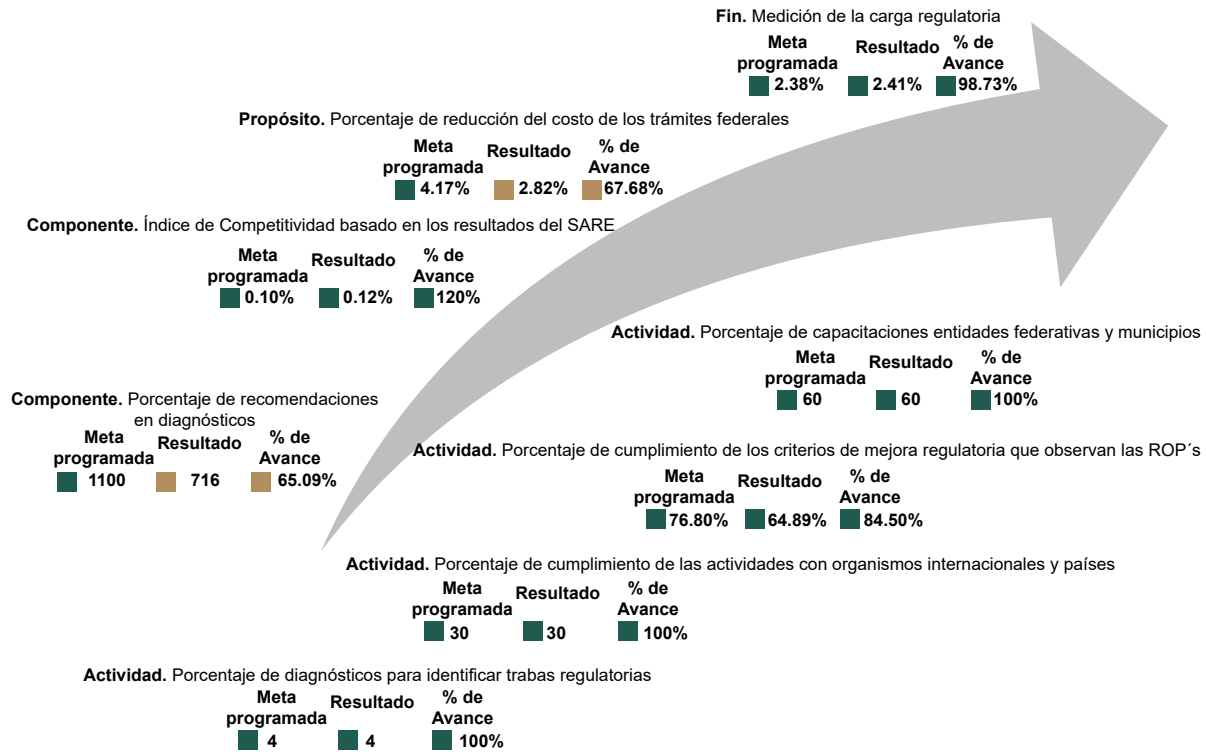 Fin. Medición de la carga regulatoria
Meta programada Resultado % de Avance
2.38% 2.41% 98.73%
Propósito. Porcentaje de reducción del costo de los trámites federales
Meta programada Resultado % de Avance
4.17% 2.82% 67.68%
Componente. Índice de Competitividad basado en los resultados del SARE
Meta programada Resultado % de Avance
0.10% 0.12% 120%
Actividad. Porcentaje de capacitaciones entidades federativas y municipios
Meta programada Resultado % de Avance
60 60 100%
Componente. Porcentaje de recomendaciones
en diagnósticos
Meta programada Resultado % de Avance
1100 716 65.09%
Actividad. Porcentaje de cumplimiento de los criterios de mejora regulatoria que observan las ROP´s
Meta programada Resultado % de Avance
76.80% 64.89% 84.50%
Actividad. Porcentaje de cumplimiento de las actividades con organismos internacionales y países
Meta programada Resultado % de Avance
30 30 100%
Actividad. Porcentaje de diagnósticos para identificar trabas regulatorias
Meta programada Resultado % de Avance
4 4 100%